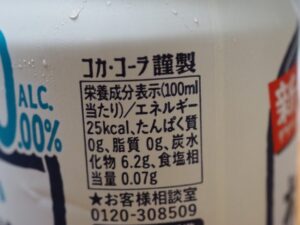 コカ・コーラ謹製
栄養成分表示(100ml
当たり)／エネルギー
25kcal、たんぱく質
0g、脂質 0g、炭水
化物 6.2g、食塩相
当量 0.07g
★お客様相談室
0120-308509
ALC.
.00%